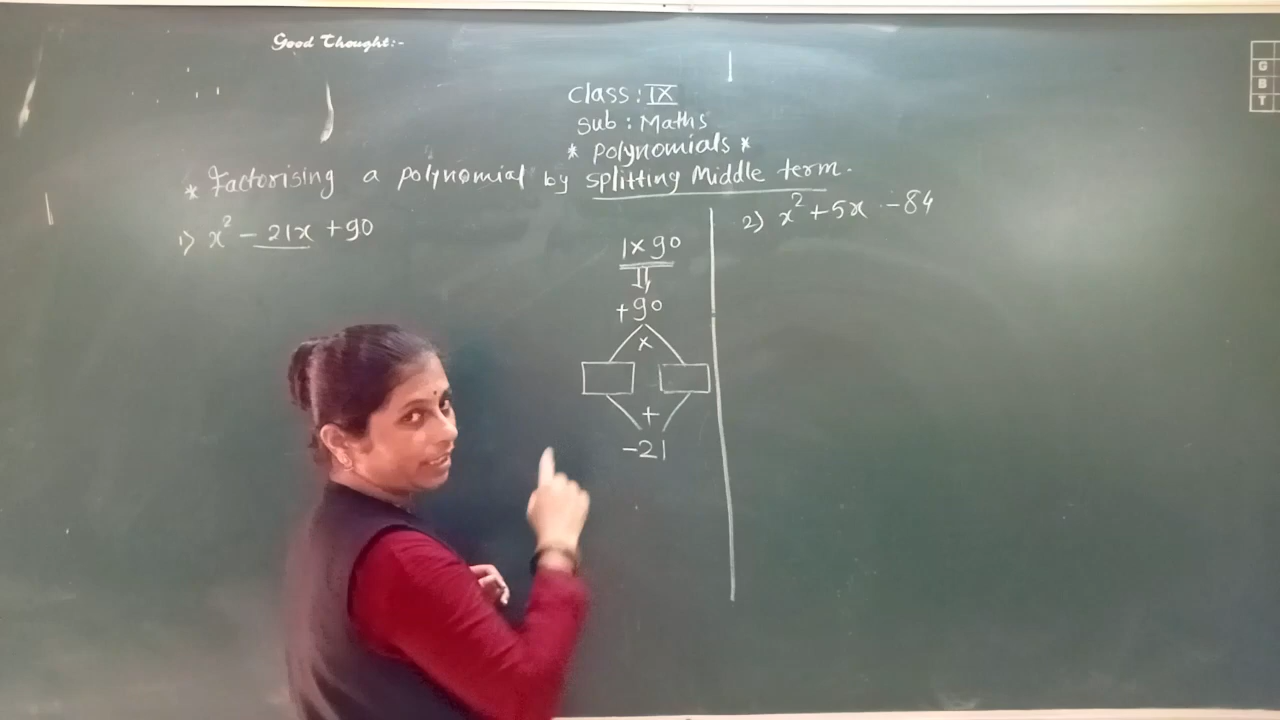 Good Thought:-
Class : IX
Sub : Maths
* Polynomials *
* Factorising a polynomial by splitting Middle term.
1) x² - 21x + 90
1 x 90
⇓
+90
x
+
-21
2) x² + 5x - 84
G
B
T